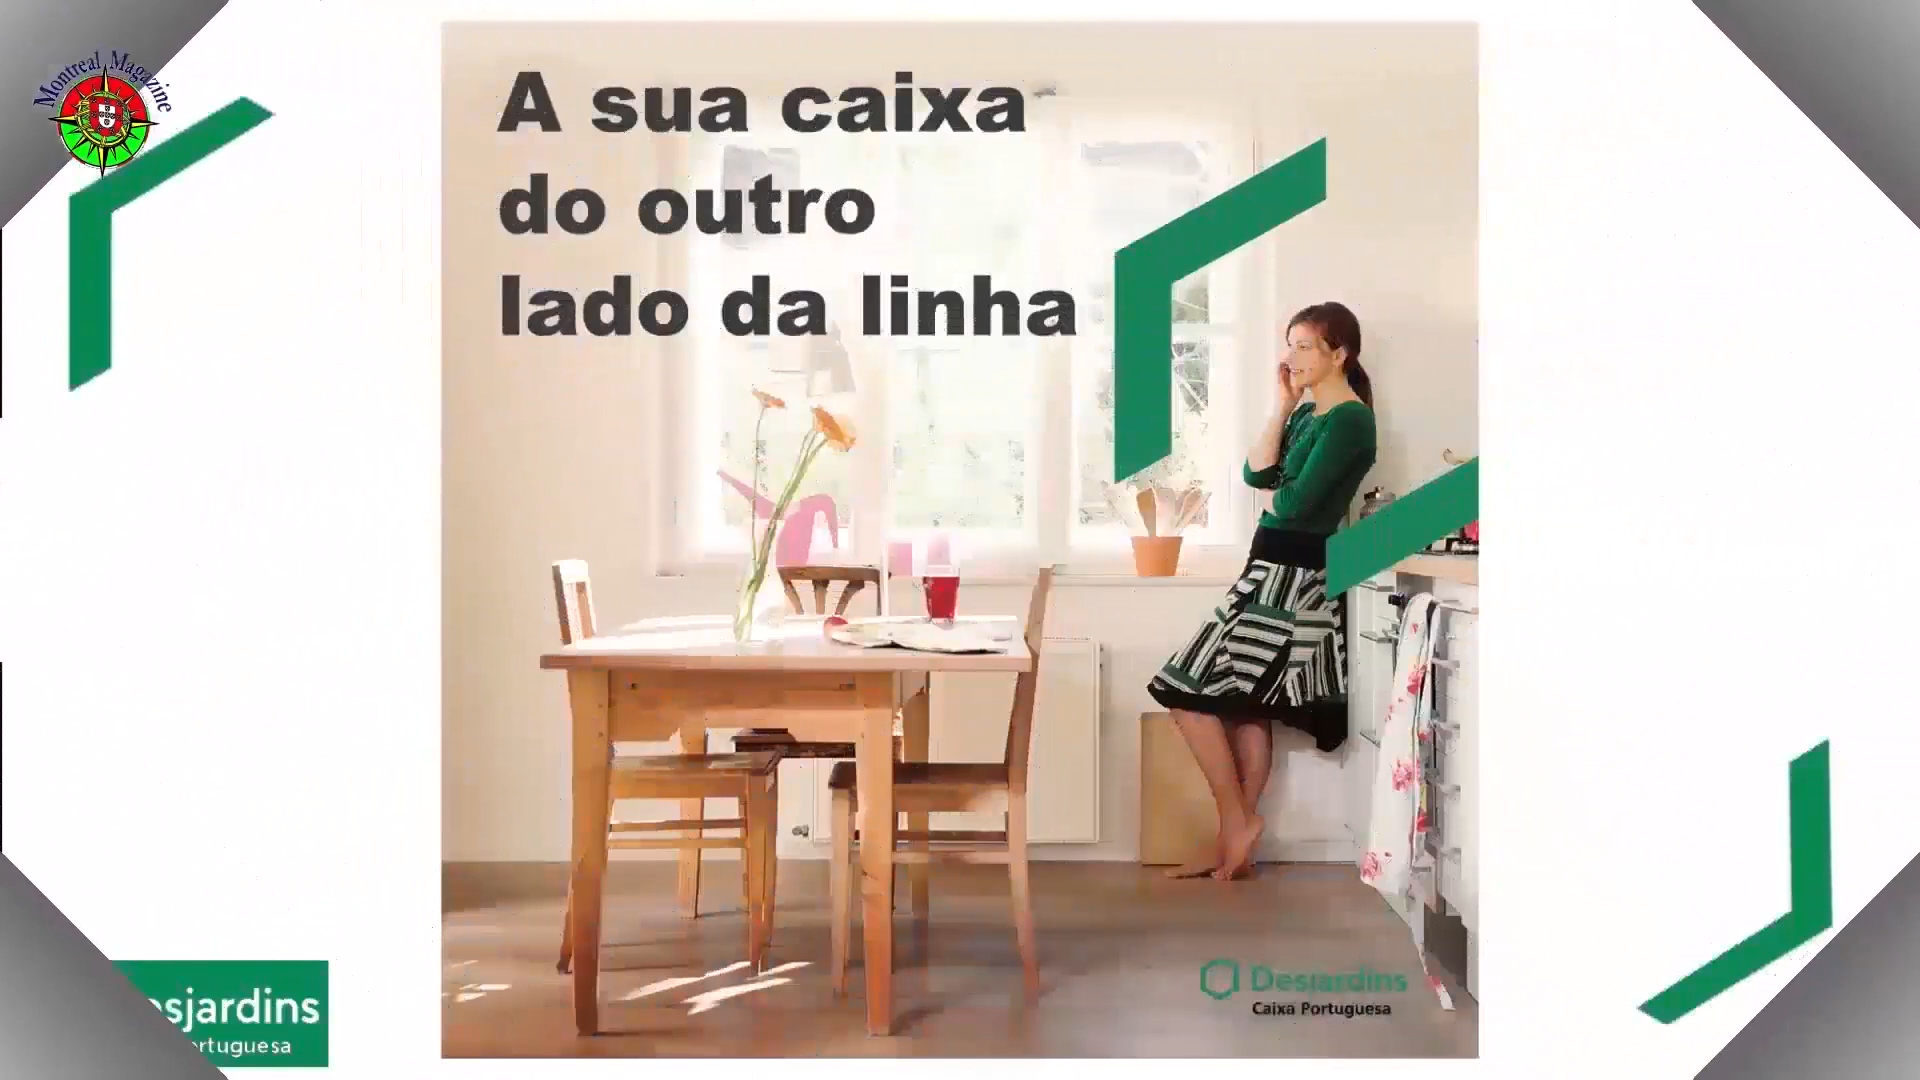 Montreal Magazine
A sua caixa
do outro
lado da linha
Desjardins
Caixa Portuguesa
esjardins
rtuguesa